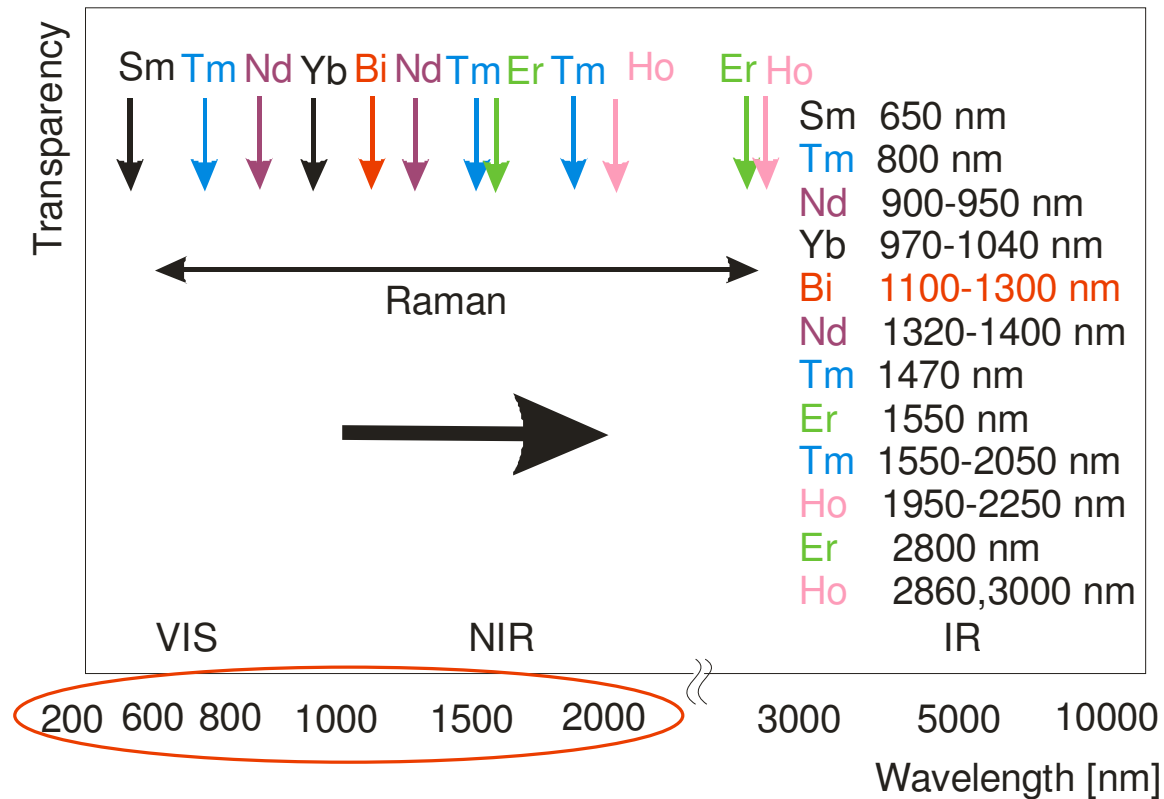 Transparency
Sm Tm Nd Yb Bi Nd Tm Er Tm Ho Er Ho
Sm 650 nm
Tm 800 nm
Nd 900-950 nm
Yb 970-1040 nm
Bi 1100-1300 nm
Nd 1320-1400 nm
Tm 1470 nm
Er 1550 nm
Tm 1550-2050 nm
Ho 1950-2250 nm
Er 2800 nm
Ho 2860,3000 nm
Raman
VIS NIR IR
200 600 800 1000 1500 2000 3000 5000 10000
Wavelength [nm]